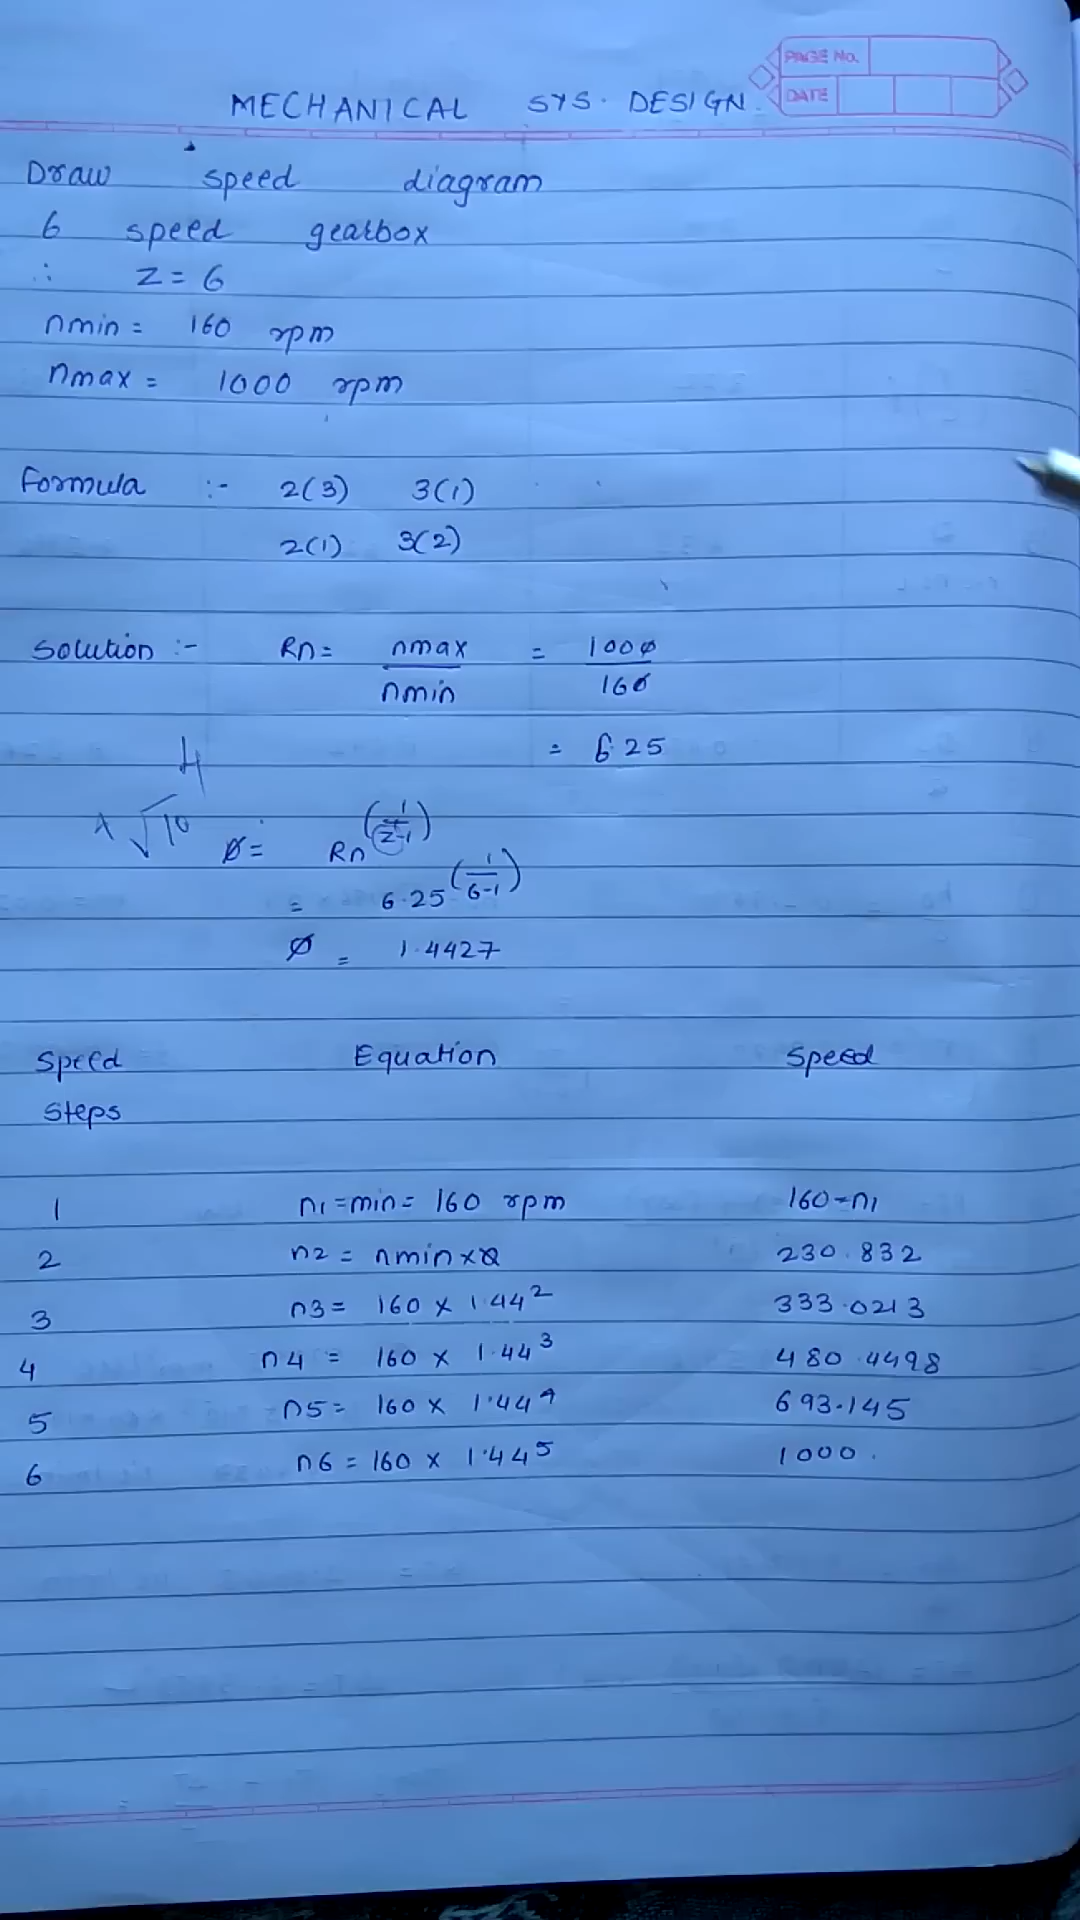 PAGE No.
DATE
MECHANICAL SYS. DESIGN.
Draw speed diagram
6 speed gearbox
∴ Z = 6
nmin = 160 rpm
nmax = 1000 rpm
Formula :- 2(3) 3(1)
2(1) 3(2)
Solution :- Rn = nmax / nmin = 1000 / 160
= 6.25
4
√10
ø = Rn^(1/(Z-1))
= 6.25^(1/(6-1))
ø = 1.4427
Speed Steps Equation Speed
1 n1 = min = 160 rpm 160 = n1
2 n2 = nmin x ø 230.832
3 n3 = 160 x 1.44^2 333.0213
4 n4 = 160 x 1.44^3 480.4498
5 n5 = 160 x 1.44^4 693.145
6 n6 = 160 x 1.44^5 1000.